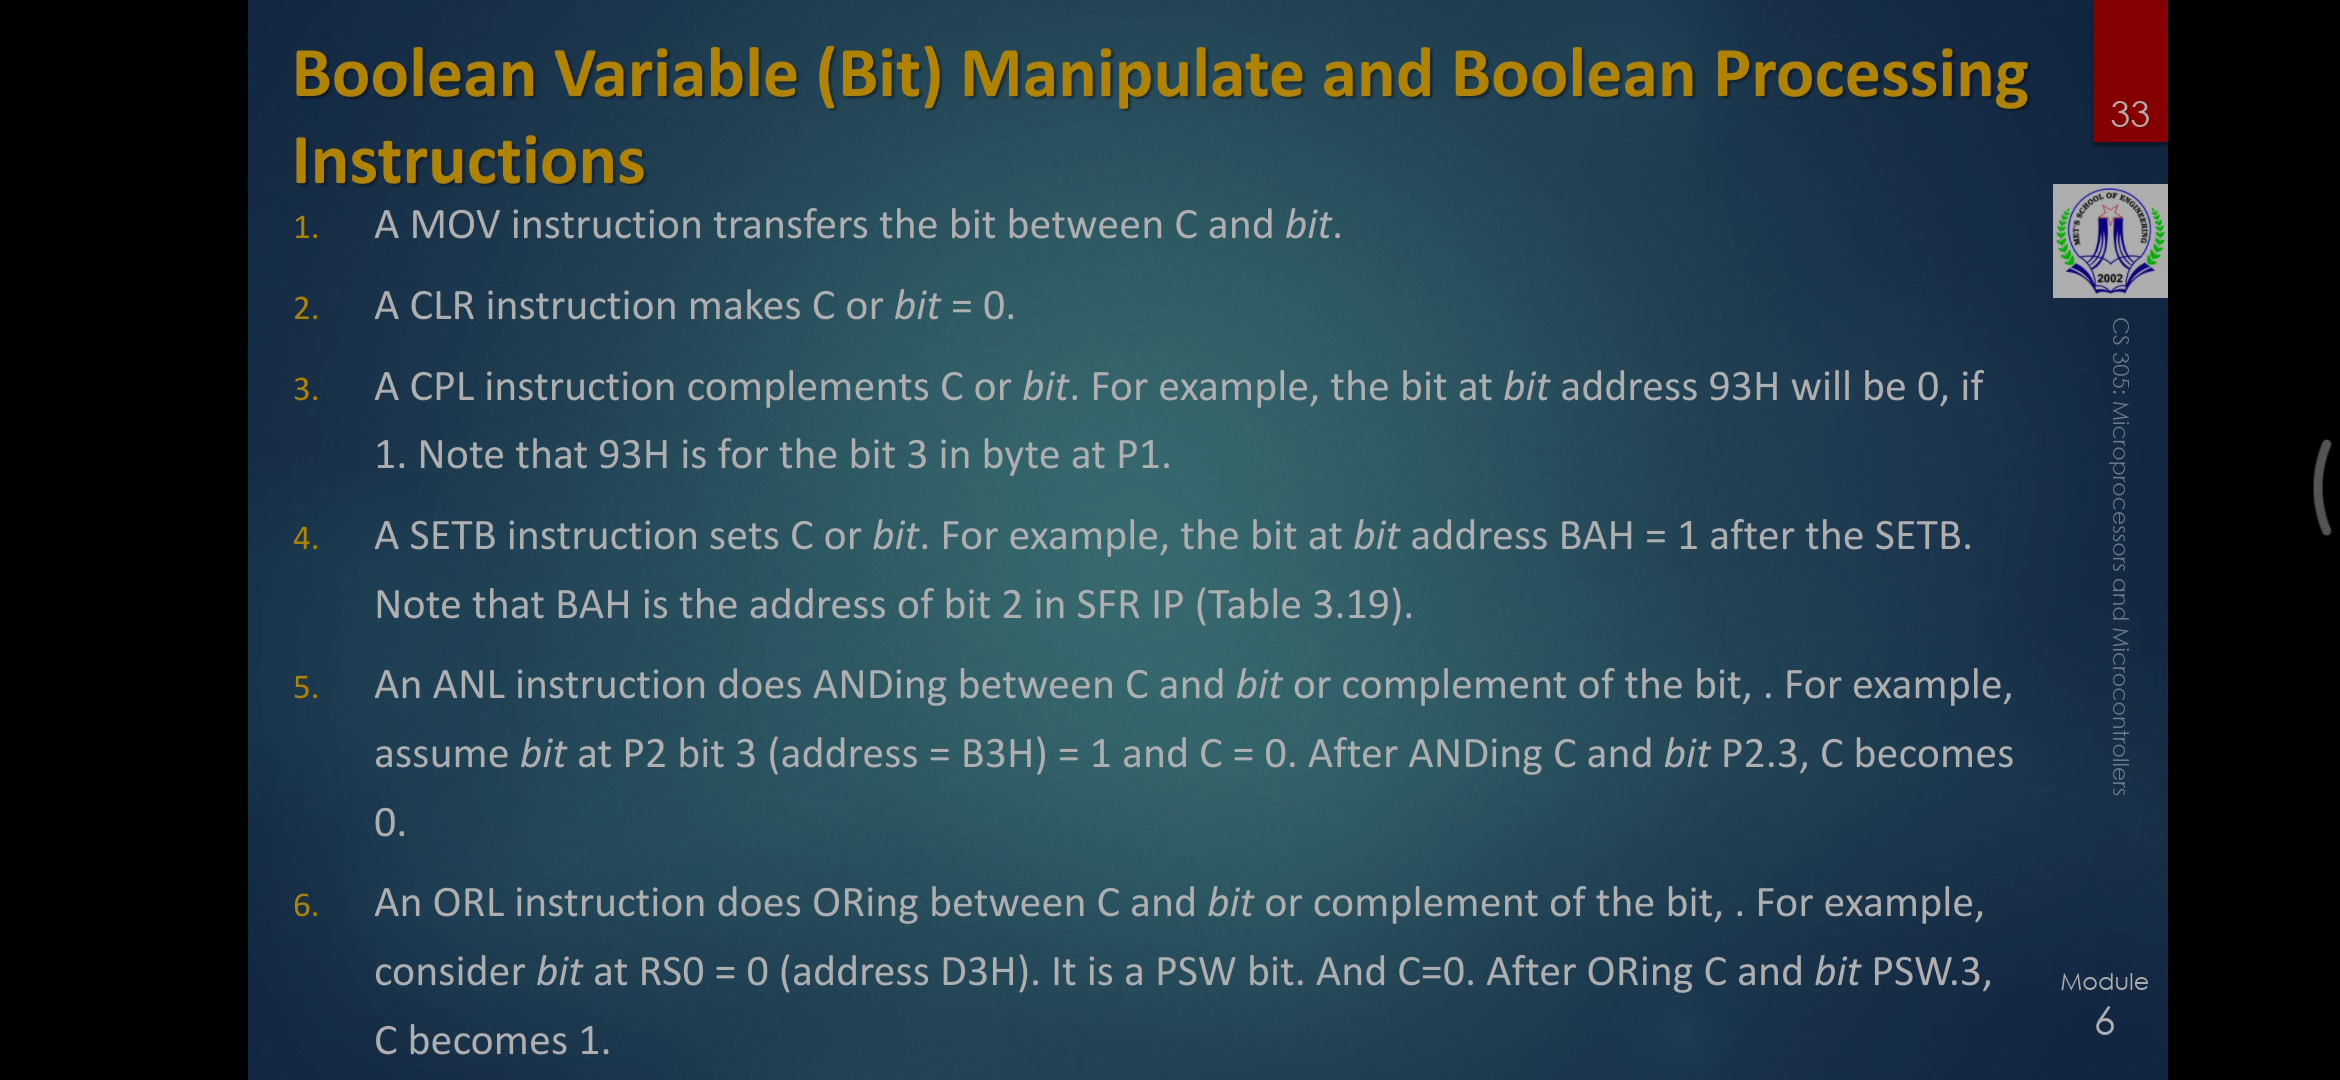 Boolean Variable (Bit) Manipulate and Boolean Processing
Instructions
33
1. A MOV instruction transfers the bit between C and bit.
2. A CLR instruction makes C or bit = 0.
3. A CPL instruction complements C or bit. For example, the bit at bit address 93H will be 0, if
1. Note that 93H is for the bit 3 in byte at P1.
4. A SETB instruction sets C or bit. For example, the bit at bit address BAH = 1 after the SETB.
Note that BAH is the address of bit 2 in SFR IP (Table 3.19).
5. An ANL instruction does ANDing between C and bit or complement of the bit, . For example,
assume bit at P2 bit 3 (address = B3H) = 1 and C = 0. After ANDing C and bit P2.3, C becomes
0.
6. An ORL instruction does ORing between C and bit or complement of the bit, . For example,
consider bit at RS0 = 0 (address D3H). It is a PSW bit. And C=0. After ORing C and bit PSW.3,
C becomes 1.
MET'S SCHOOL OF ENGINEERING
2002
CS 305: Microprocessors and Microcontrollers
Module
6